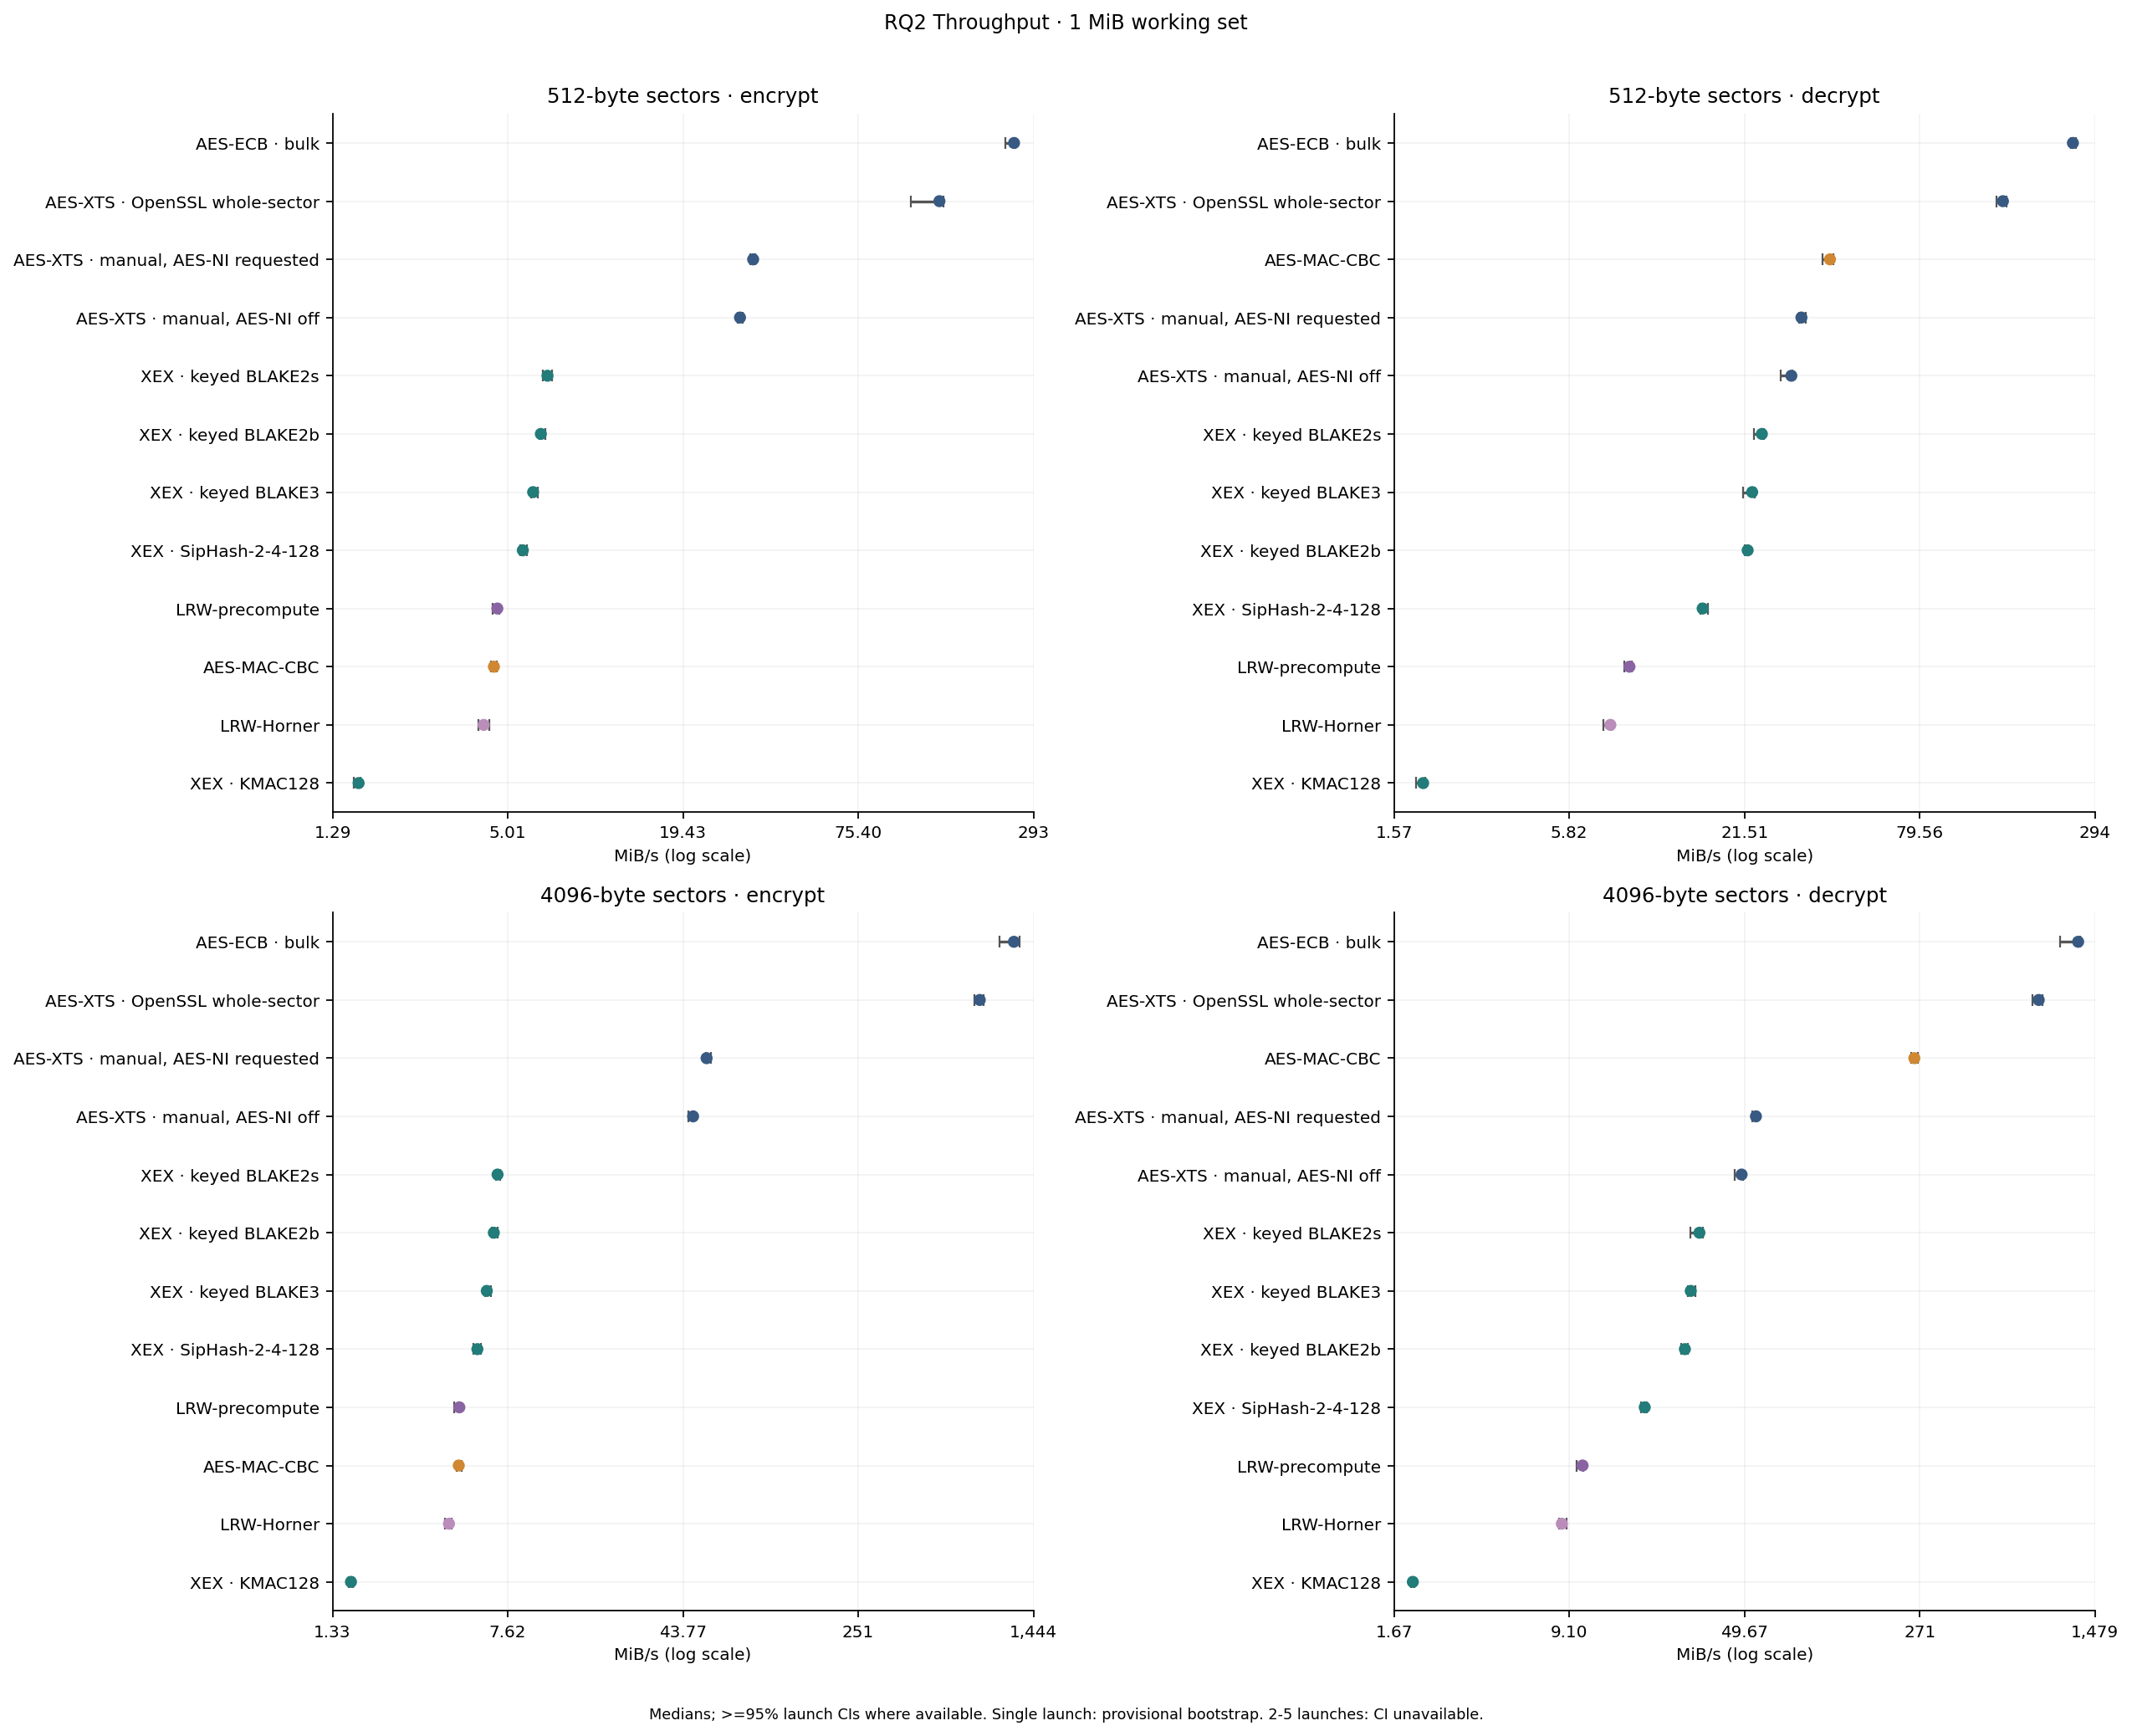 RQ2 Throughput · 1 MiB working set
512-byte sectors · encrypt
AES-ECB · bulk
AES-XTS · OpenSSL whole-sector
AES-XTS · manual, AES-NI requested
AES-XTS · manual, AES-NI off
XEX · keyed BLAKE2s
XEX · keyed BLAKE2b
XEX · keyed BLAKE3
XEX · SipHash-2-4-128
LRW-precompute
AES-MAC-CBC
LRW-Horner
XEX · KMAC128
1.29 5.01 19.43 75.40 293
MiB/s (log scale)
512-byte sectors · decrypt
AES-ECB · bulk
AES-XTS · OpenSSL whole-sector
AES-MAC-CBC
AES-XTS · manual, AES-NI requested
AES-XTS · manual, AES-NI off
XEX · keyed BLAKE2s
XEX · keyed BLAKE3
XEX · keyed BLAKE2b
XEX · SipHash-2-4-128
LRW-precompute
LRW-Horner
XEX · KMAC128
1.57 5.82 21.51 79.56 294
MiB/s (log scale)
4096-byte sectors · encrypt
AES-ECB · bulk
AES-XTS · OpenSSL whole-sector
AES-XTS · manual, AES-NI requested
AES-XTS · manual, AES-NI off
XEX · keyed BLAKE2s
XEX · keyed BLAKE2b
XEX · keyed BLAKE3
XEX · SipHash-2-4-128
LRW-precompute
AES-MAC-CBC
LRW-Horner
XEX · KMAC128
1.33 7.62 43.77 251 1,444
MiB/s (log scale)
4096-byte sectors · decrypt
AES-ECB · bulk
AES-XTS · OpenSSL whole-sector
AES-MAC-CBC
AES-XTS · manual, AES-NI requested
AES-XTS · manual, AES-NI off
XEX · keyed BLAKE2s
XEX · keyed BLAKE3
XEX · keyed BLAKE2b
XEX · SipHash-2-4-128
LRW-precompute
LRW-Horner
XEX · KMAC128
1.67 9.10 49.67 271 1,479
MiB/s (log scale)
Medians; >=95% launch CIs where available. Single launch: provisional bootstrap. 2-5 launches: CI unavailable.